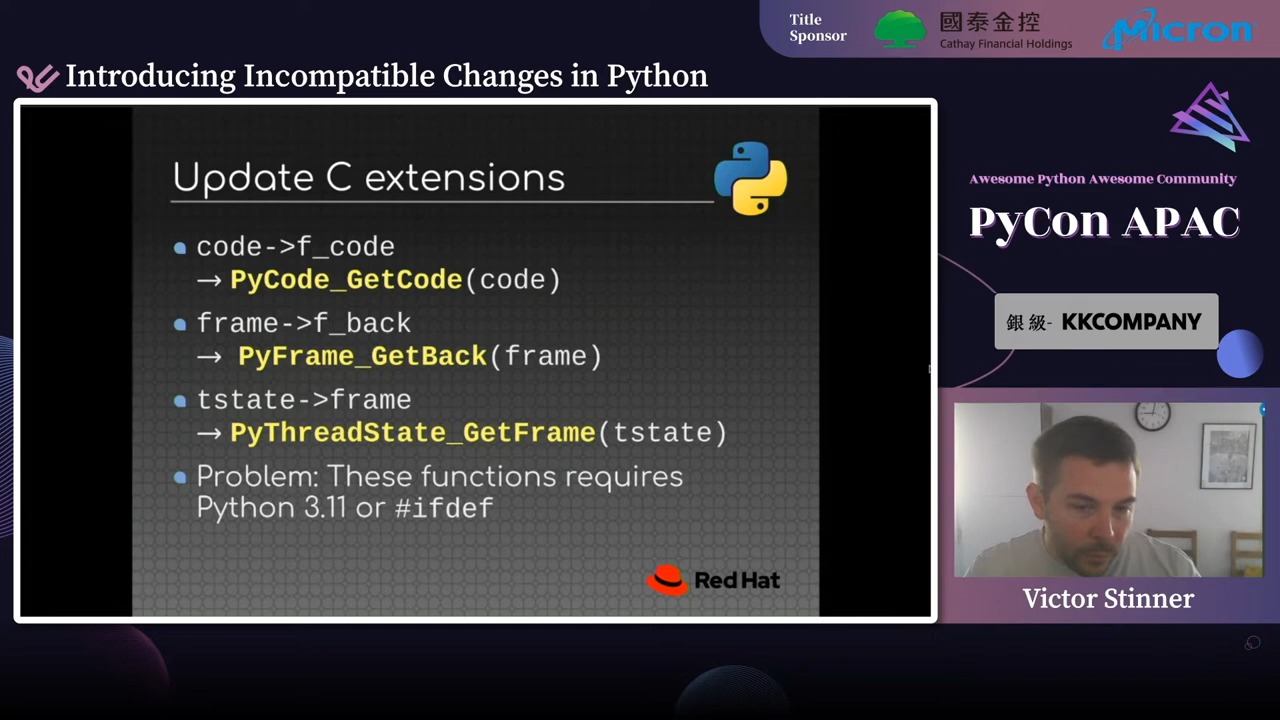 Title
Sponsor
國泰金控
Cathay Financial Holdings
Micron
Introducing Incompatible Changes in Python
Update C extensions
code->f_code
→ PyCode_GetCode(code)
frame->f_back
→ PyFrame_GetBack(frame)
tstate->frame
→ PyThreadState_GetFrame(tstate)
Problem: These functions requires
Python 3.11 or #ifdef
Red Hat
Awesome Python Awesome Community
PyCon APAC
銀級- KKCOMPANY
Victor Stinner